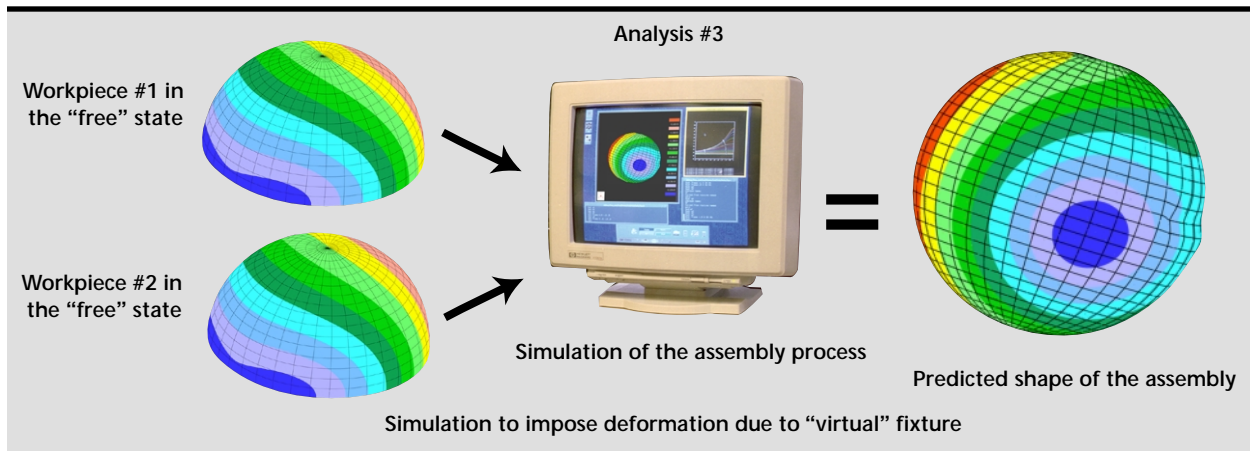 Analysis #3
Workpiece #1 in
the “free” state
Workpiece #2 in
the “free” state
Simulation of the assembly process
Predicted shape of the assembly
Simulation to impose deformation due to “virtual” fixture